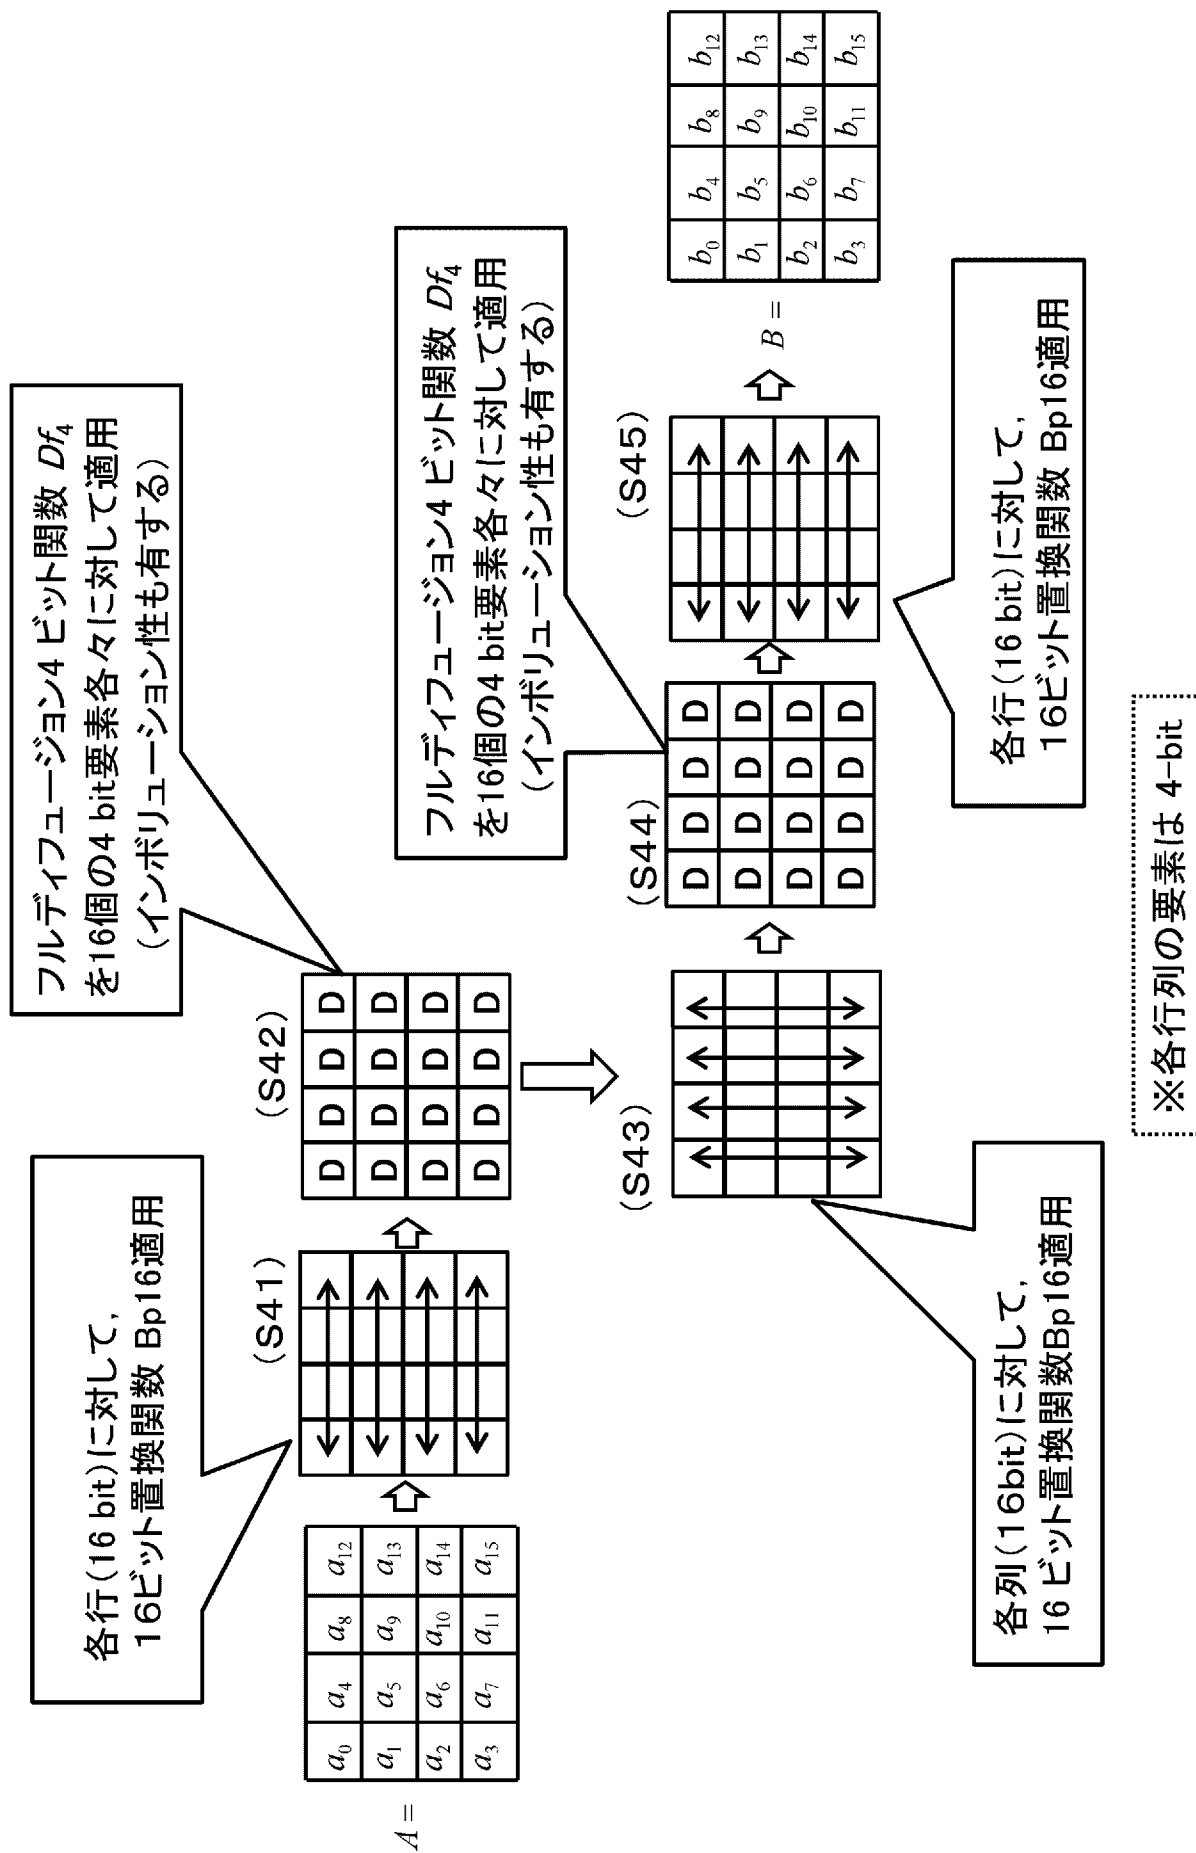 フルディフュージョン4 ビット関数 Df₄
を16個の4 bit要素各々に対して適用
(インボリューション性も有する)
各行(16 bit)に対して,
16ビット置換関数 Bp16適用
(S41)
(S42)
A =
a₀ a₄ a₈ a₁₂
a₁ a₅ a₉ a₁₃
a₂ a₆ a₁₀ a₁₄
a₃ a₇ a₁₁ a₁₅
D D D D
D D D D
D D D D
D D D D
フルディフュージョン4 ビット関数 Df₄
を16個の4 bit要素各々に対して適用
(インボリューション性も有する)
(S43)
(S44)
(S45)
D D D D
D D D D
D D D D
D D D D
B =
b₀ b₄ b₈ b₁₂
b₁ b₅ b₉ b₁₃
b₂ b₆ b₁₀ b₁₄
b₃ b₇ b₁₁ b₁₅
各列(16bit)に対して,
16 ビット置換関数Bp16適用
各行(16 bit)に対して,
16ビット置換関数 Bp16適用
※各行列の要素は 4-bit